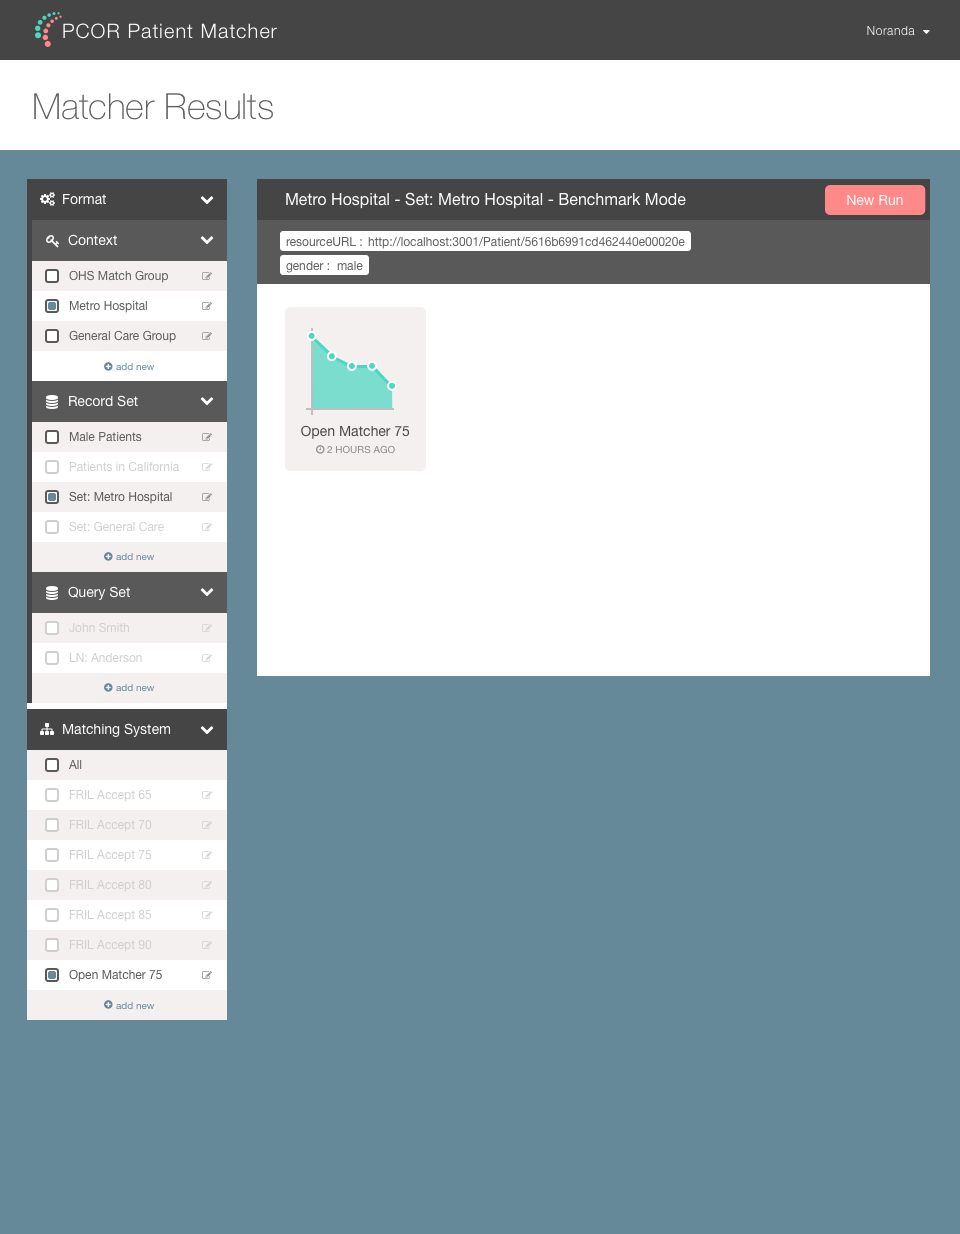 PCOR Patient Matcher
Noranda
Matcher Results
Format
Context
OHS Match Group
Metro Hospital
General Care Group
add new
Record Set
Male Patients
Patients in California
Set: Metro Hospital
Set: General Care
add new
Query Set
John Smith
LN: Anderson
add new
Matching System
All
FRIL Accept 65
FRIL Accept 70
FRIL Accept 75
FRIL Accept 80
FRIL Accept 85
FRIL Accept 90
Open Matcher 75
add new
Metro Hospital - Set: Metro Hospital - Benchmark Mode
New Run
resourceURL : http://localhost:3001/Patient/5616b6991cd462440e00020e
gender : male
Open Matcher 75
2 HOURS AGO